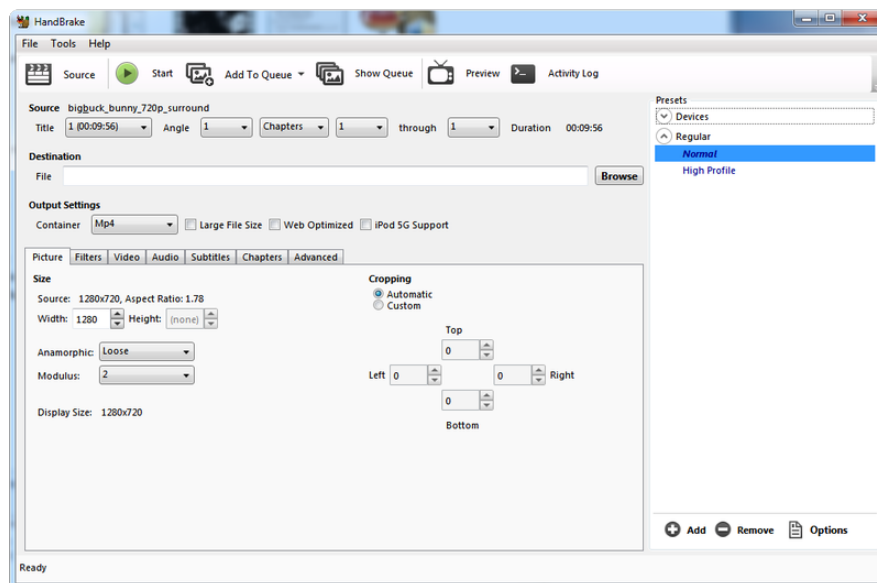 HandBrake
File Tools Help
Source Start Add To Queue Show Queue Preview Activity Log
Source bigbuck_bunny_720p_surround
Title 1 (00:09:56) Angle 1 Chapters 1 through 1 Duration 00:09:56
Destination
File Browse
Output Settings
Container Mp4 Large File Size Web Optimized iPod 5G Support
Picture Filters Video Audio Subtitles Chapters Advanced
Size
Source: 1280x720, Aspect Ratio: 1.78
Width: 1280 Height: (none)
Anamorphic: Loose
Modulus: 2
Display Size: 1280x720
Cropping
Automatic
Custom
Top
0
Left 0 0 Right
0
Bottom
Presets
Devices
Regular
Normal
High Profile
Add Remove Options
Ready